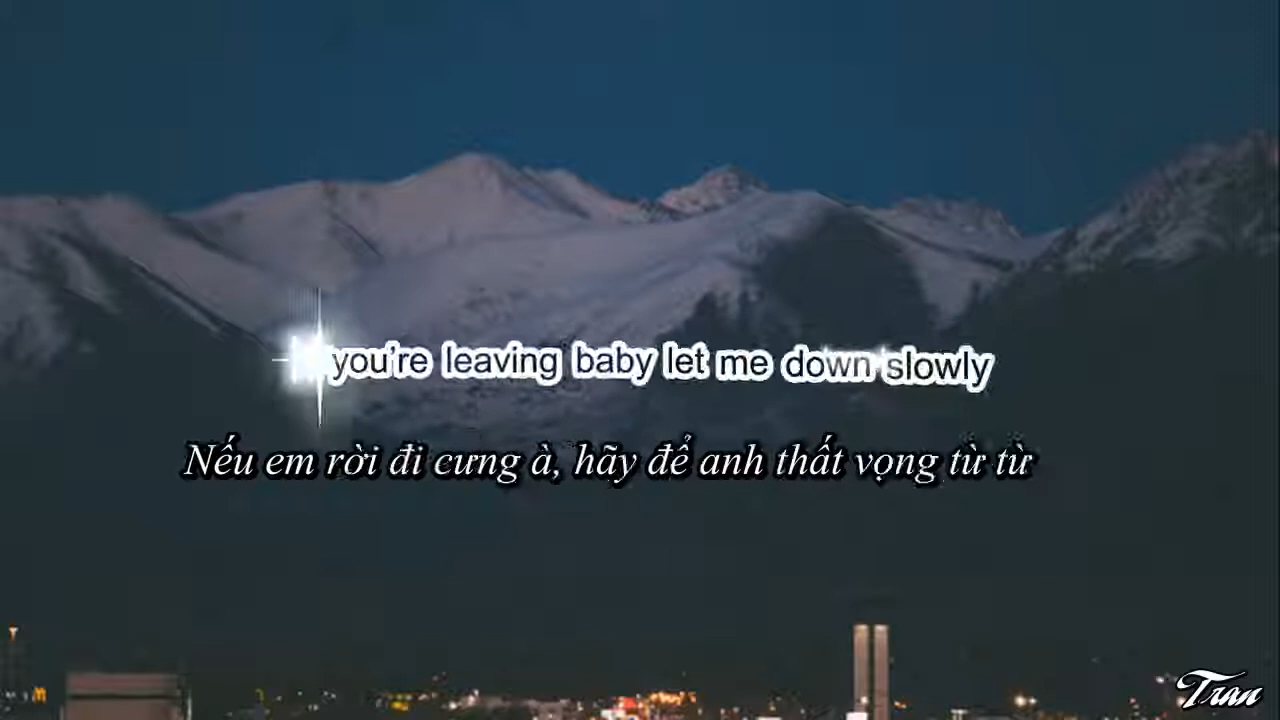 you're leaving baby let me down slowly
Nếu em rời đi cưng à, hãy để anh thất vọng từ từ
Tran